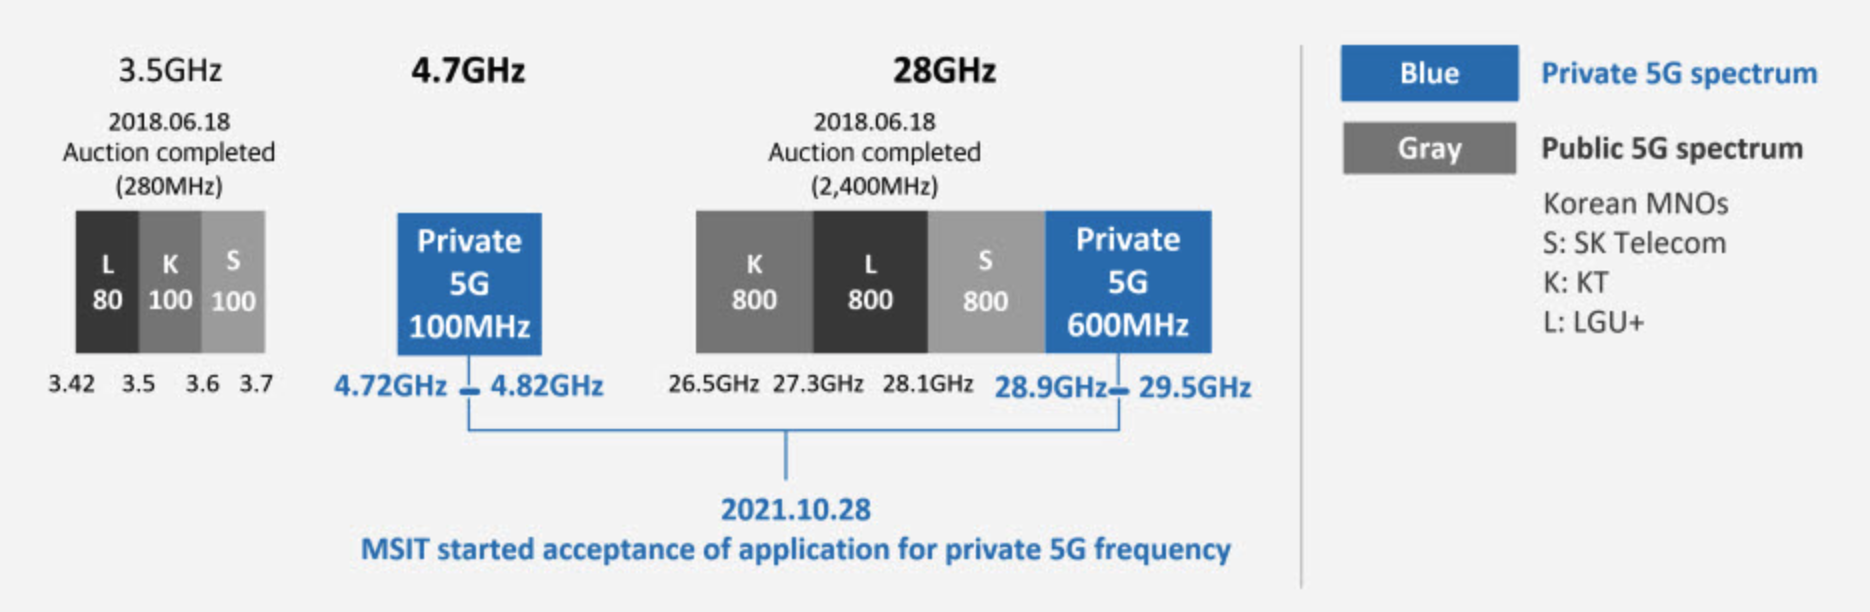 3.5GHz
2018.06.18
Auction completed
(280MHz)
L
80
K
100
S
100
3.42 3.5 3.6 3.7
4.7GHz
Private
5G
100MHz
4.72GHz – 4.82GHz
28GHz
2018.06.18
Auction completed
(2,400MHz)
K
800
L
800
S
800
Private
5G
600MHz
26.5GHz 27.3GHz 28.1GHz 28.9GHz – 29.5GHz
2021.10.28
MSIT started acceptance of application for private 5G frequency
Blue Private 5G spectrum
Gray Public 5G spectrum
Korean MNOs
S: SK Telecom
K: KT
L: LGU+